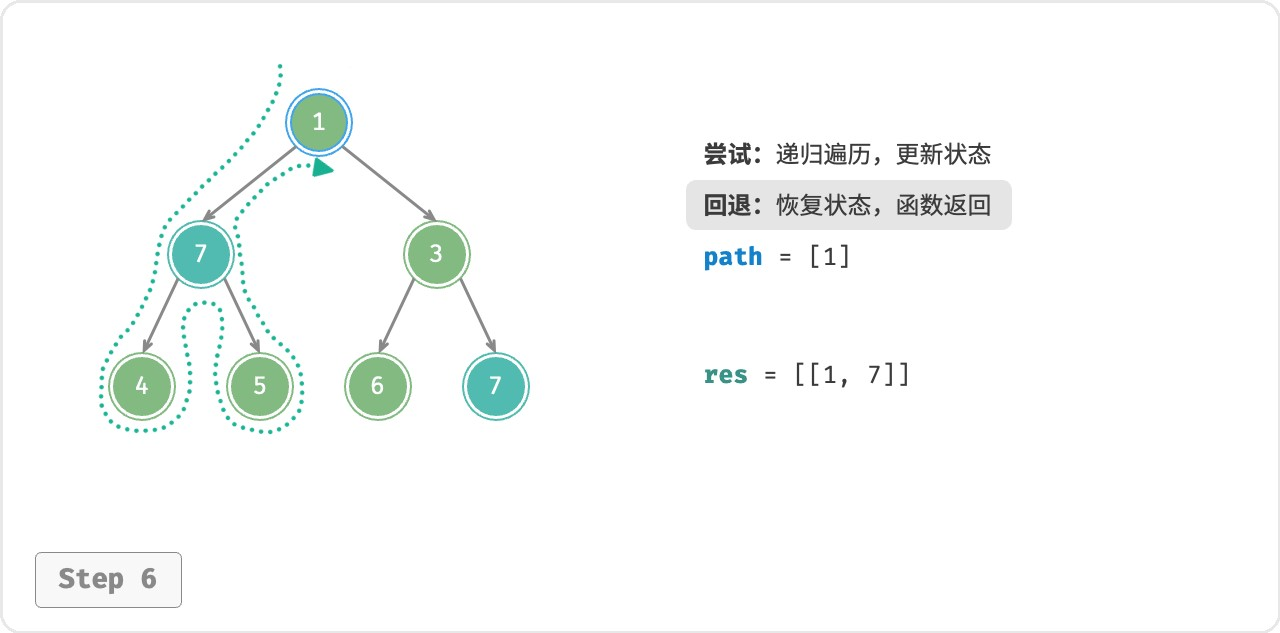 1
7
3
4
5
6
7
尝试：递归遍历，更新状态
回退：恢复状态，函数返回
path = [1]
res = [[1, 7]]
Step 6